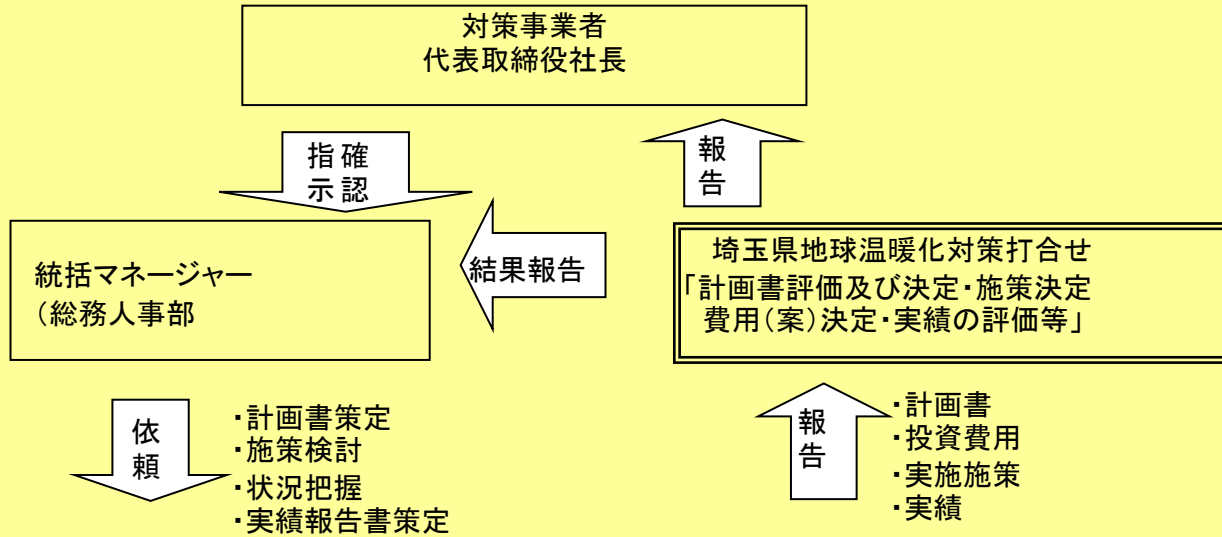 対策事業者
代表取締役社長
指 確
示 認
報
告
統括マネージャー
(総務人事部
結果報告
埼玉県地球温暖化対策打合せ
「計画書評価及び決定・施策決定
費用(案)決定・実績の評価等」
依
頼
・計画書策定
・施策検討
・状況把握
・実績報告書策定
報
告
・計画書
・投資費用
・実施施策
・実績